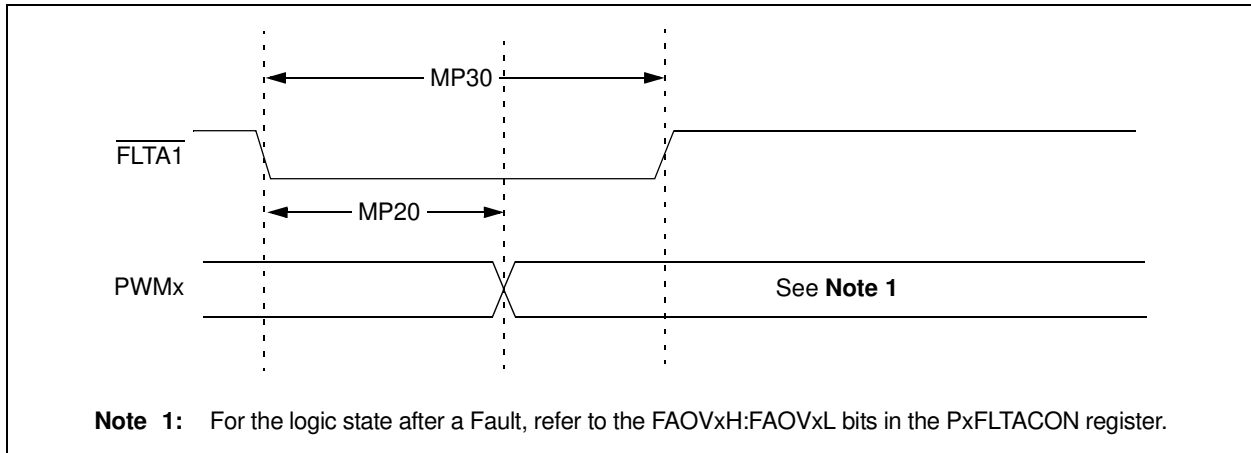 MP30
FLTA1
MP20
PWMx
See Note 1
Note 1: For the logic state after a Fault, refer to the FAOVxH:FAOVxL bits in the PxFLTACON register.